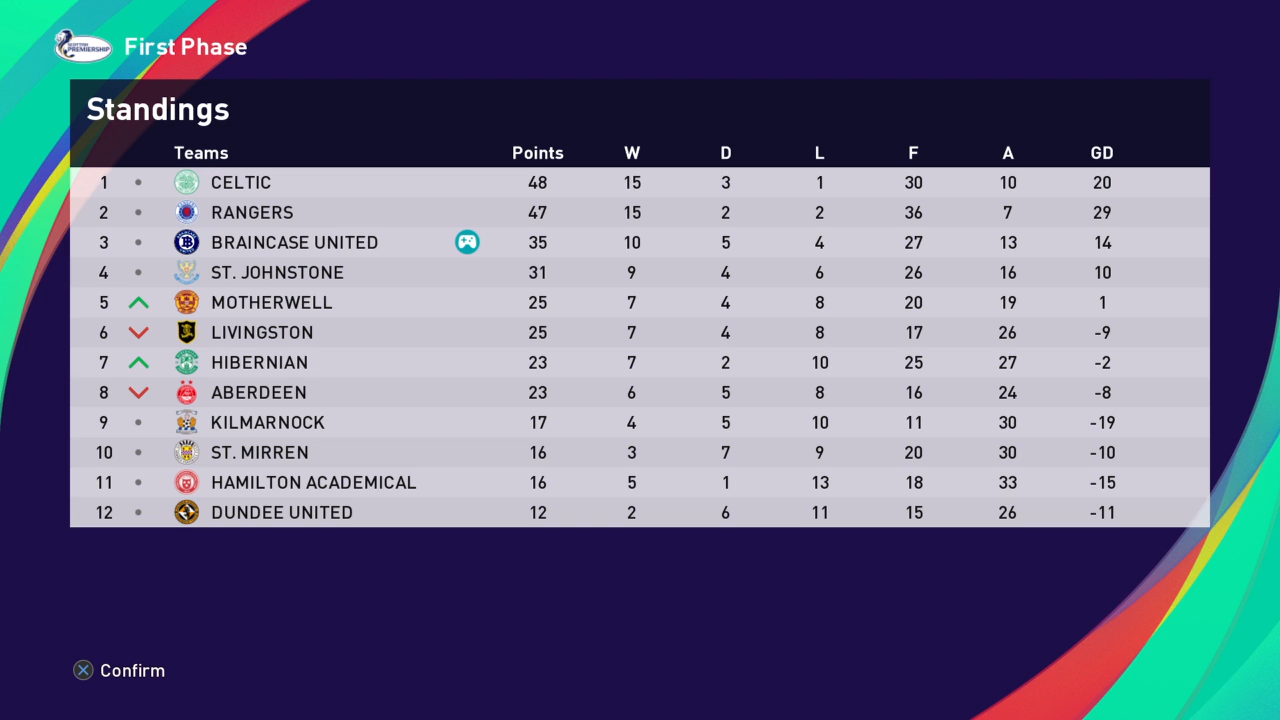 SCOTTISH PREMIERSHIP First Phase
Standings
Teams Points W D L F A GD
1 CELTIC 48 15 3 1 30 10 20
2 RANGERS 47 15 2 2 36 7 29
3 BRAINCASE UNITED 35 10 5 4 27 13 14
4 ST. JOHNSTONE 31 9 4 6 26 16 10
5 MOTHERWELL 25 7 4 8 20 19 1
6 LIVINGSTON 25 7 4 8 17 26 -9
7 HIBERNIAN 23 7 2 10 25 27 -2
8 ABERDEEN 23 6 5 8 16 24 -8
9 KILMARNOCK 17 4 5 10 11 30 -19
10 ST. MIRREN 16 3 7 9 20 30 -10
11 HAMILTON ACADEMICAL 16 5 1 13 18 33 -15
12 DUNDEE UNITED 12 2 6 11 15 26 -11
Confirm